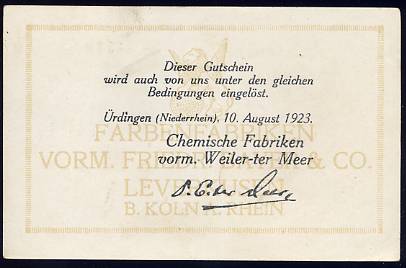 Dieser Gutschein
wird auch von uns unter den gleichen
Bedingungen eingelöst.
Ürdingen (Niederrhein), 10. August 1923.
FARBENFABRIKEN
Chemische Fabriken
VORM. FRIEDR. & CO.
vorm. Weiler-ter Meer
LEVERKUSEN
B. KÖLN A. RHEIN